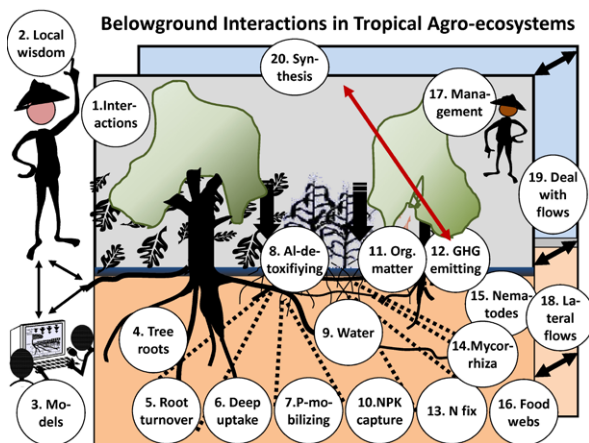 Belowground Interactions in Tropical Agro-ecosystems
2. Local
wisdom
20. Syn-
thesis
17. Mana-
gement
1.Inter-
actions
19. Deal
with
flows
8. Al-de-
toxifiying
11. Org.
matter
12. GHG
emitting
15. Nema-
todes
18. La-
teral
flows
4. Tree
roots
9. Water
14.Mycor-
rhiza
3. Mo-
dels
5. Root
turnover
6. Deep
uptake
7.P-mo-
bilizing
10.NPK
capture
13. N fix
16. Food
webs